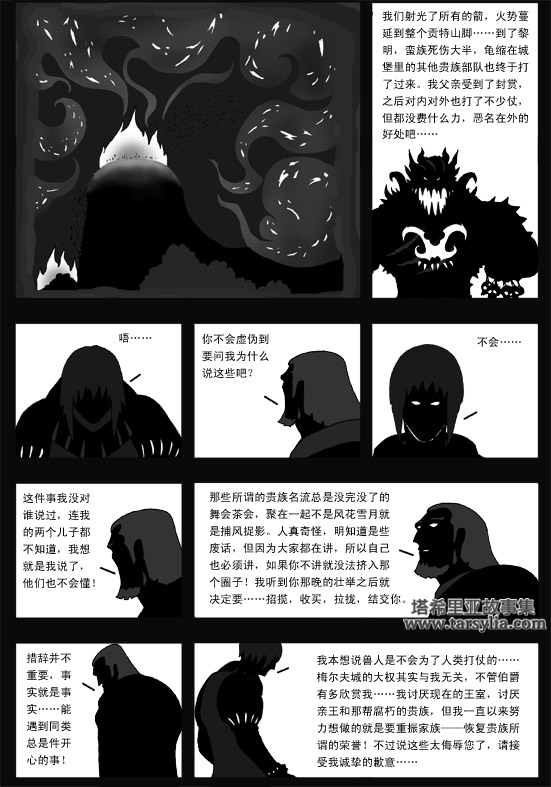 我们射光了所有的箭，火势蔓
延到整个贡特山脚……到了黎
明，蛮族死伤大半，龟缩在城
堡里的其他贵族部队也终于打
了过来。我父亲受到了封赏，
之后对内对外也打了不少仗，
但都没费什么力，恶名在外的
好处吧……
唔……
你不会虚伪到
要问我为什么
说这些吧？
不会……
这件事我没对
谁说过，连我
的两个儿子都
不知道，我想
就是我说了，
他们也不会懂！
那些所谓的贵族名流总是没完没了的
舞会茶会，聚在一起不是风花雪月就
是捕风捉影。人真奇怪，明知道是些
废话，但因为大家都在讲，所以自己
也必须讲，如果你不讲就没法挤入那
个圈子！我听到你那晚的壮举之后就
决定要……招揽，收买，拉拢，结交你。
塔希里亚故事集
www.tarsylia.com
措辞并不
重要，事
实就是事
实……能
遇到同类
总是件开
心的事！
我本想说兽人是不会为了人类打仗的……
梅尔夫城的大权其实与我无关，不管伯爵
有多欣赏我……我讨厌现在的王室，讨厌
亲王和那帮腐朽的贵族，但我一直以来努
力想做的就是要重振家族——恢复贵族所
谓的荣誉！不过说这些太侮辱您了，请接
受我诚挚的歉意……